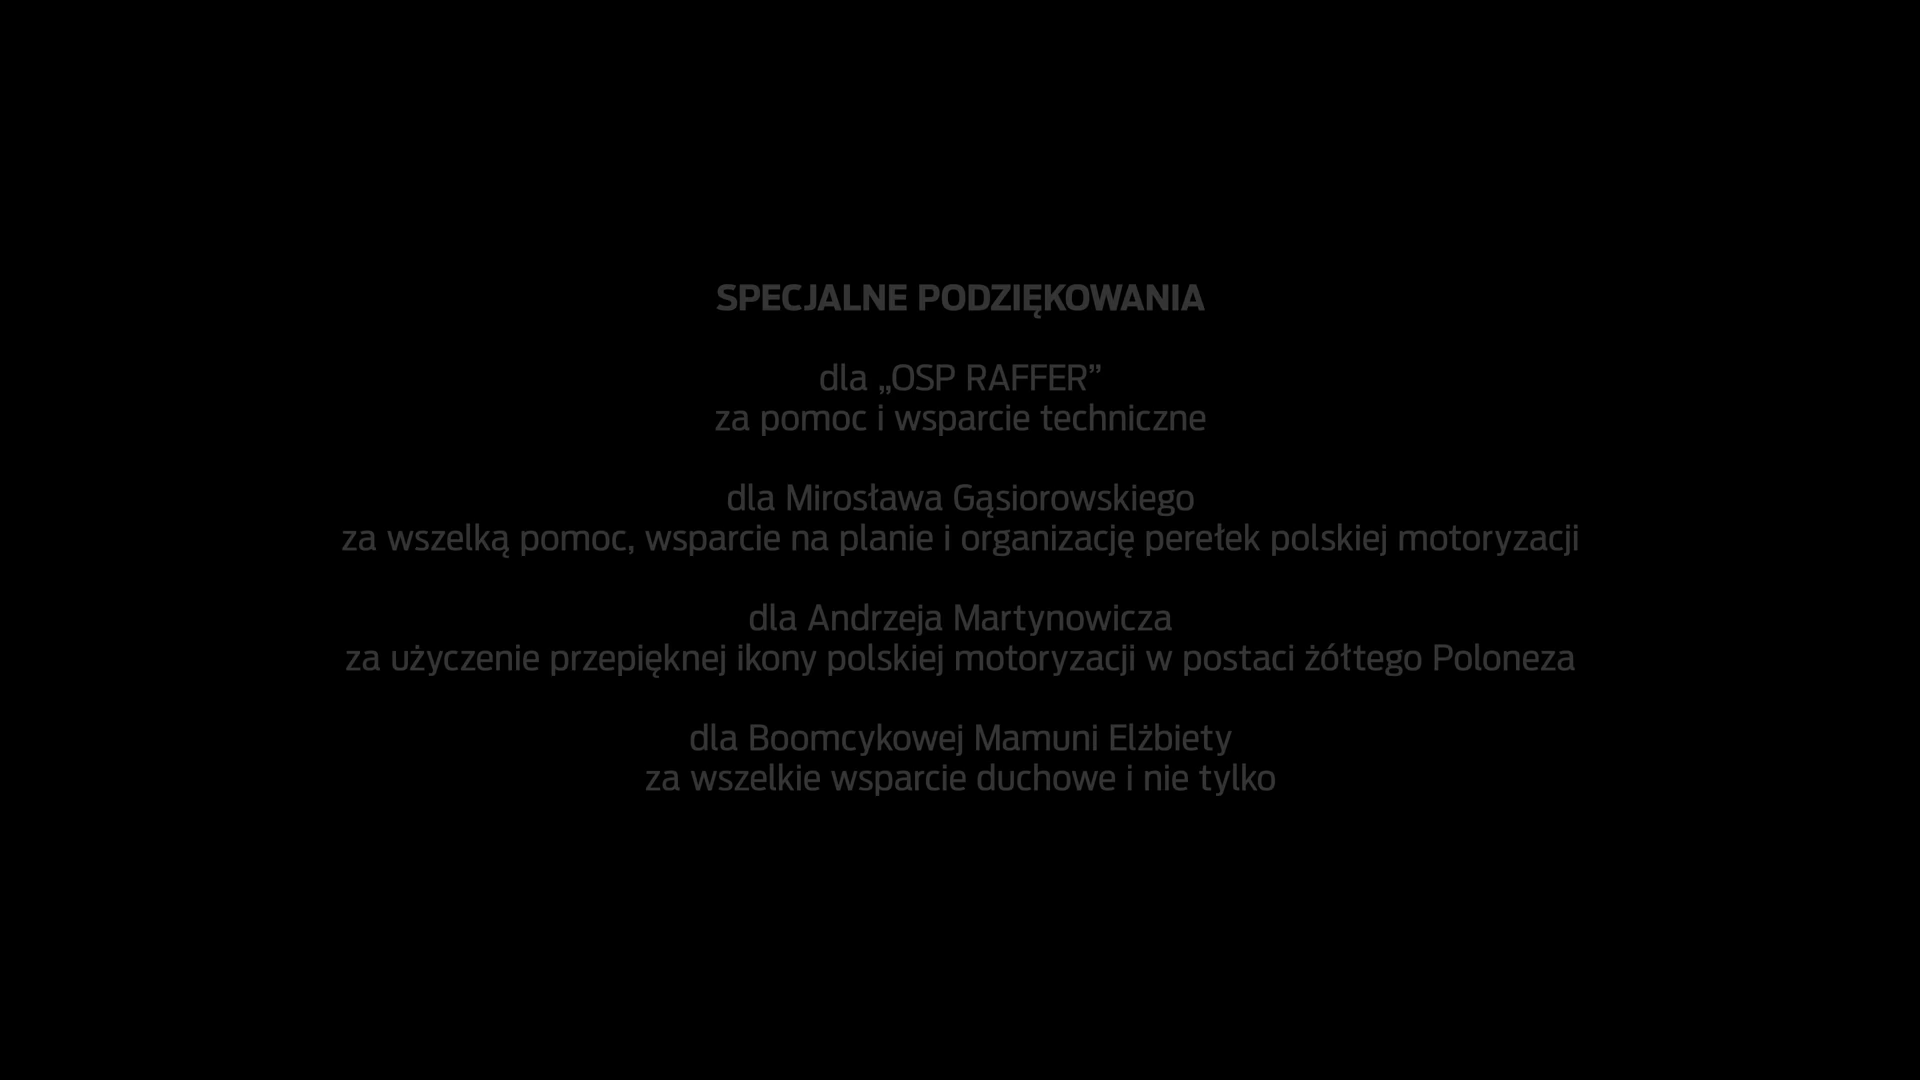 SPECJALNE PODZIĘKOWANIA
dla „OSP RAFFER”
za pomoc i wsparcie techniczne
dla Mirosława Gąsiorowskiego
za wszelką pomoc, wsparcie na planie i organizację perełek polskiej motoryzacji
dla Andrzeja Martynowicza
za użyczenie przepięknej ikony polskiej motoryzacji w postaci żółtego Poloneza
dla Boomcykowej Mamuni Elżbiety
za wszelkie wsparcie duchowe i nie tylko